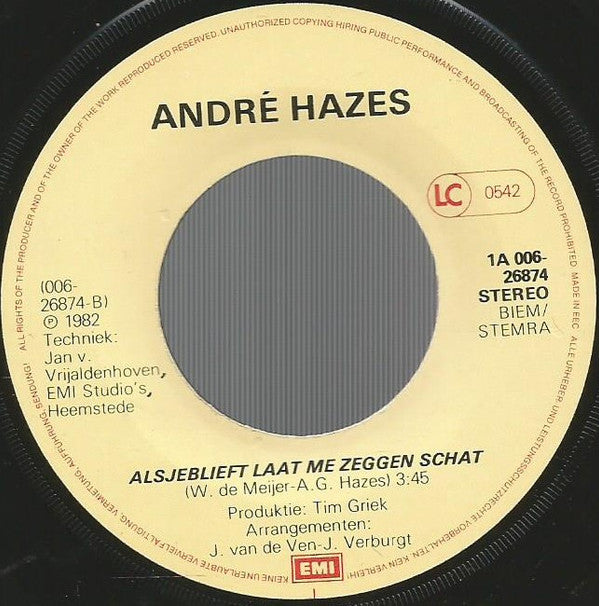 ALL RIGHTS OF THE PRODUCER AND OF THE OWNER OF THE WORK REPRODUCED RESERVED. UNAUTHORIZED COPYING HIRING PUBLIC PERFORMANCE AND BROADCASTING OF THE RECORD PROHIBITED. MADE IN EEC
ANDRÉ HAZES
LC 0542
1A 006-
26874
STEREO
BIEM/
STEMRA
(006-
26874-B)
℗ 1982
Techniek:
Jan v.
Vrijaldenhoven,
EMI Studio's,
Heemstede
ALSJEBLIEFT LAAT ME ZEGGEN SCHAT
(W. de Meijer-A.G. Hazes) 3:45
Produktie: Tim Griek
Arrangementen:
J. van de Ven-J. Verburgt
EMI
ALLE URHEBER UND LEISTUNGSSCHUTZRECHTE VORBEHALTEN KEIN VERLEIH! KEINE UNERLAUBTE VERVIELFÄLTIGUNG, VERMIETUNG, AUFFÜHRUNG, SENDUNG!